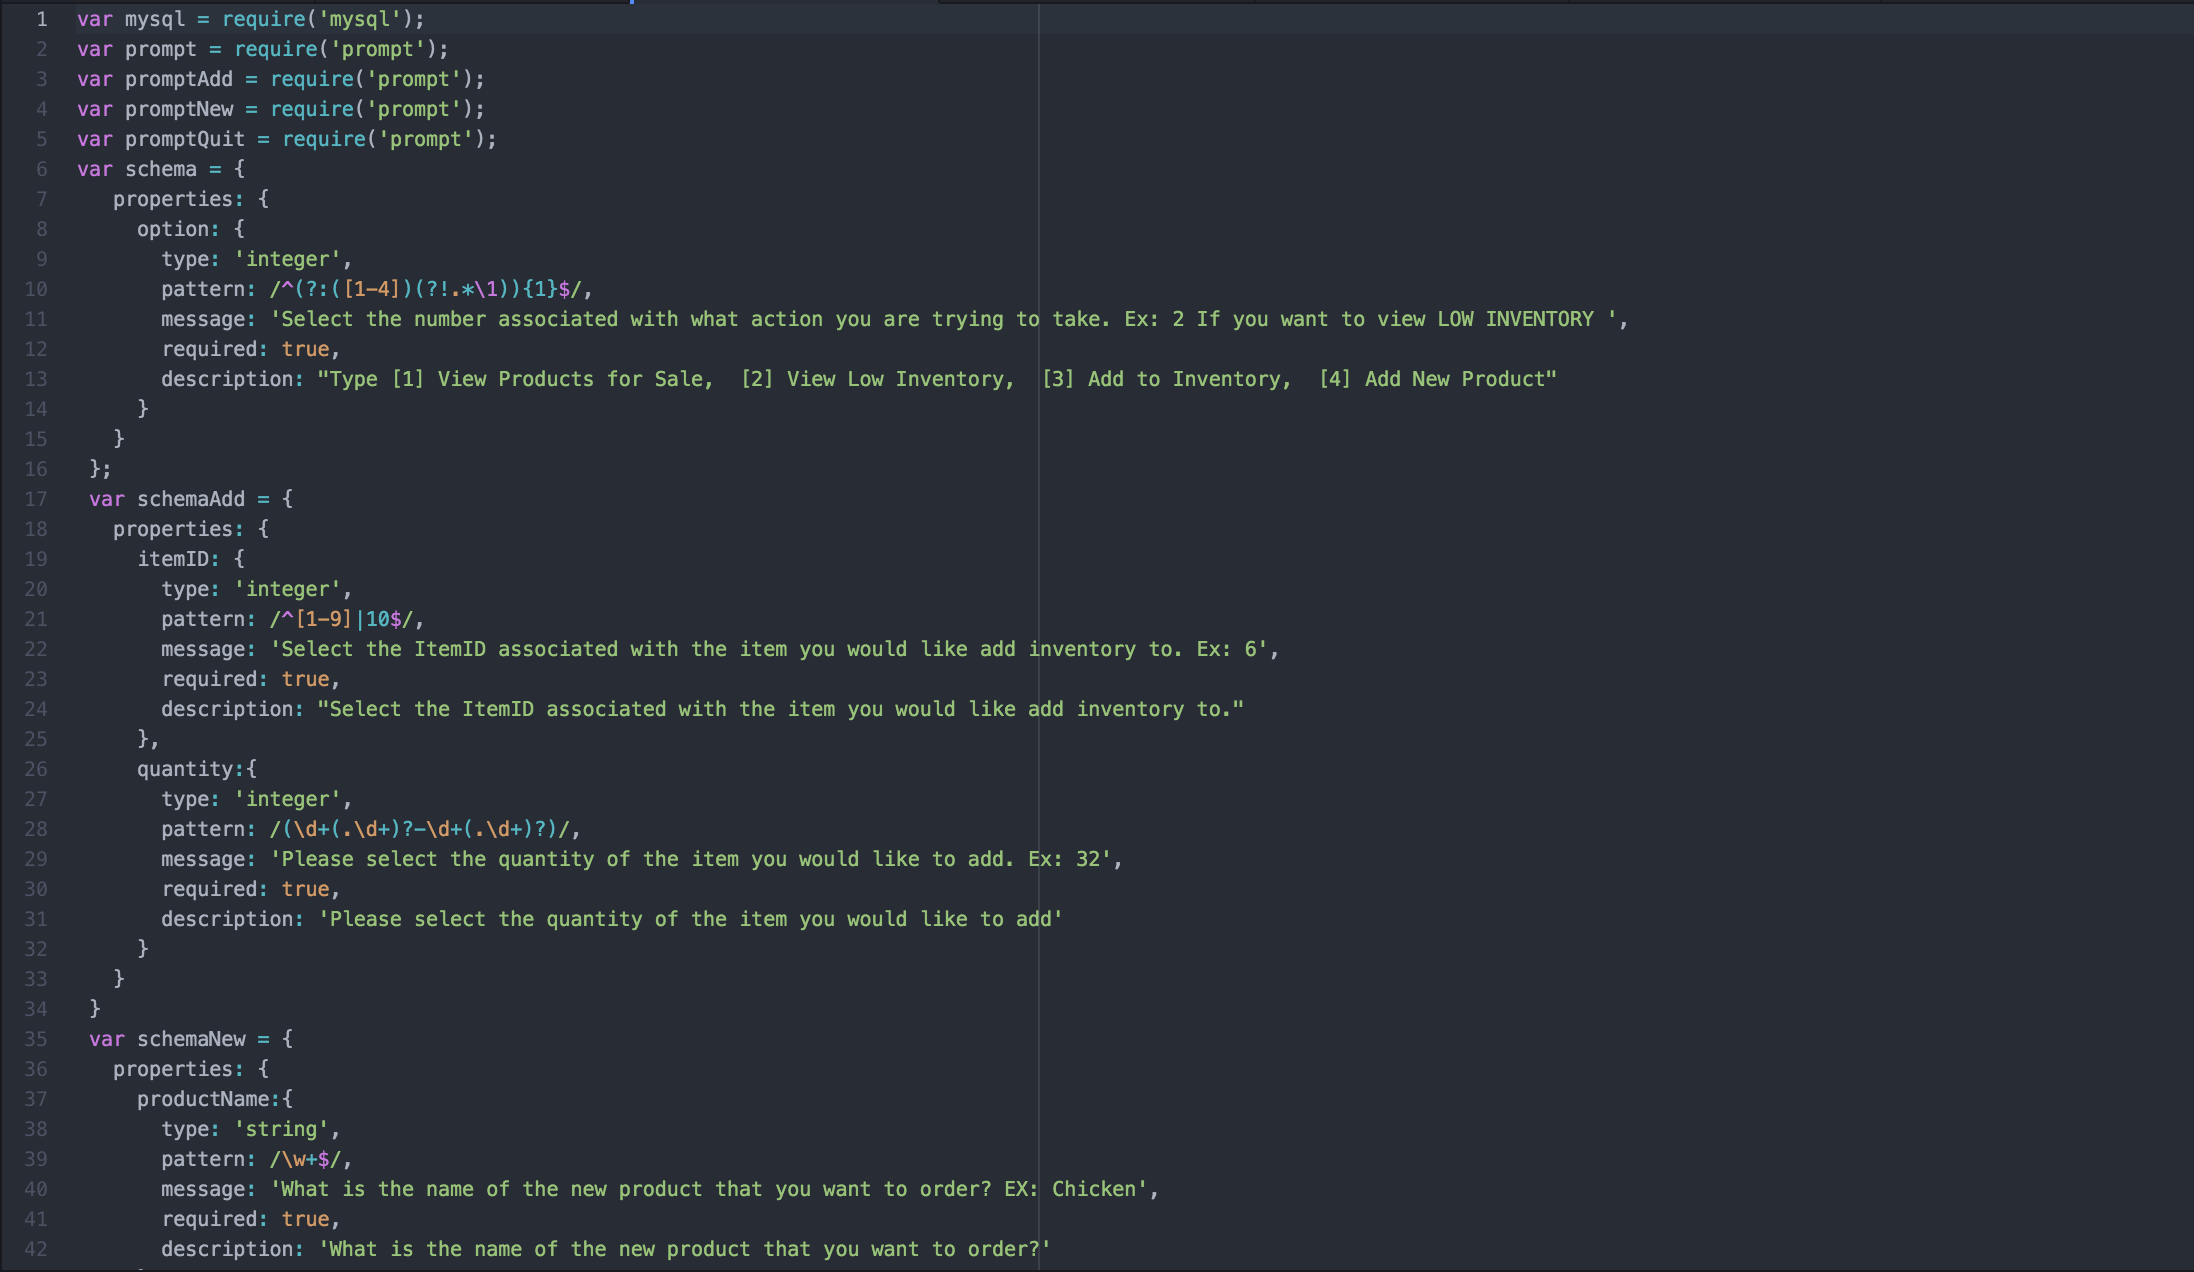 1 var mysql = require('mysql');
2 var prompt = require('prompt');
3 var promptAdd = require('prompt');
4 var promptNew = require('prompt');
5 var promptQuit = require('prompt');
6 var schema = {
7 properties: {
8 option: {
9 type: 'integer',
10 pattern: /^(?:([1-4])(?!.*\1)){1}$/,
11 message: 'Select the number associated with what action you are trying to take. Ex: 2 If you want to view LOW INVENTORY ',
12 required: true,
13 description: "Type [1] View Products for Sale,  [2] View Low Inventory,  [3] Add to Inventory,  [4] Add New Product"
14 }
15 }
16 };
17 var schemaAdd = {
18 properties: {
19 itemID: {
20 type: 'integer',
21 pattern: /^[1-9]|10$/,
22 message: 'Select the ItemID associated with the item you would like add inventory to. Ex: 6',
23 required: true,
24 description: "Select the ItemID associated with the item you would like add inventory to."
25 },
26 quantity:{
27 type: 'integer',
28 pattern: /(\d+(.\d+)?-\d+(.\d+)?)/,
29 message: 'Please select the quantity of the item you would like to add. Ex: 32',
30 required: true,
31 description: 'Please select the quantity of the item you would like to add'
32 }
33 }
34 }
35 var schemaNew = {
36 properties: {
37 productName:{
38 type: 'string',
39 pattern: /\w+$/,
40 message: 'What is the name of the new product that you want to order? EX: Chicken',
41 required: true,
42 description: 'What is the name of the new product that you want to order?'